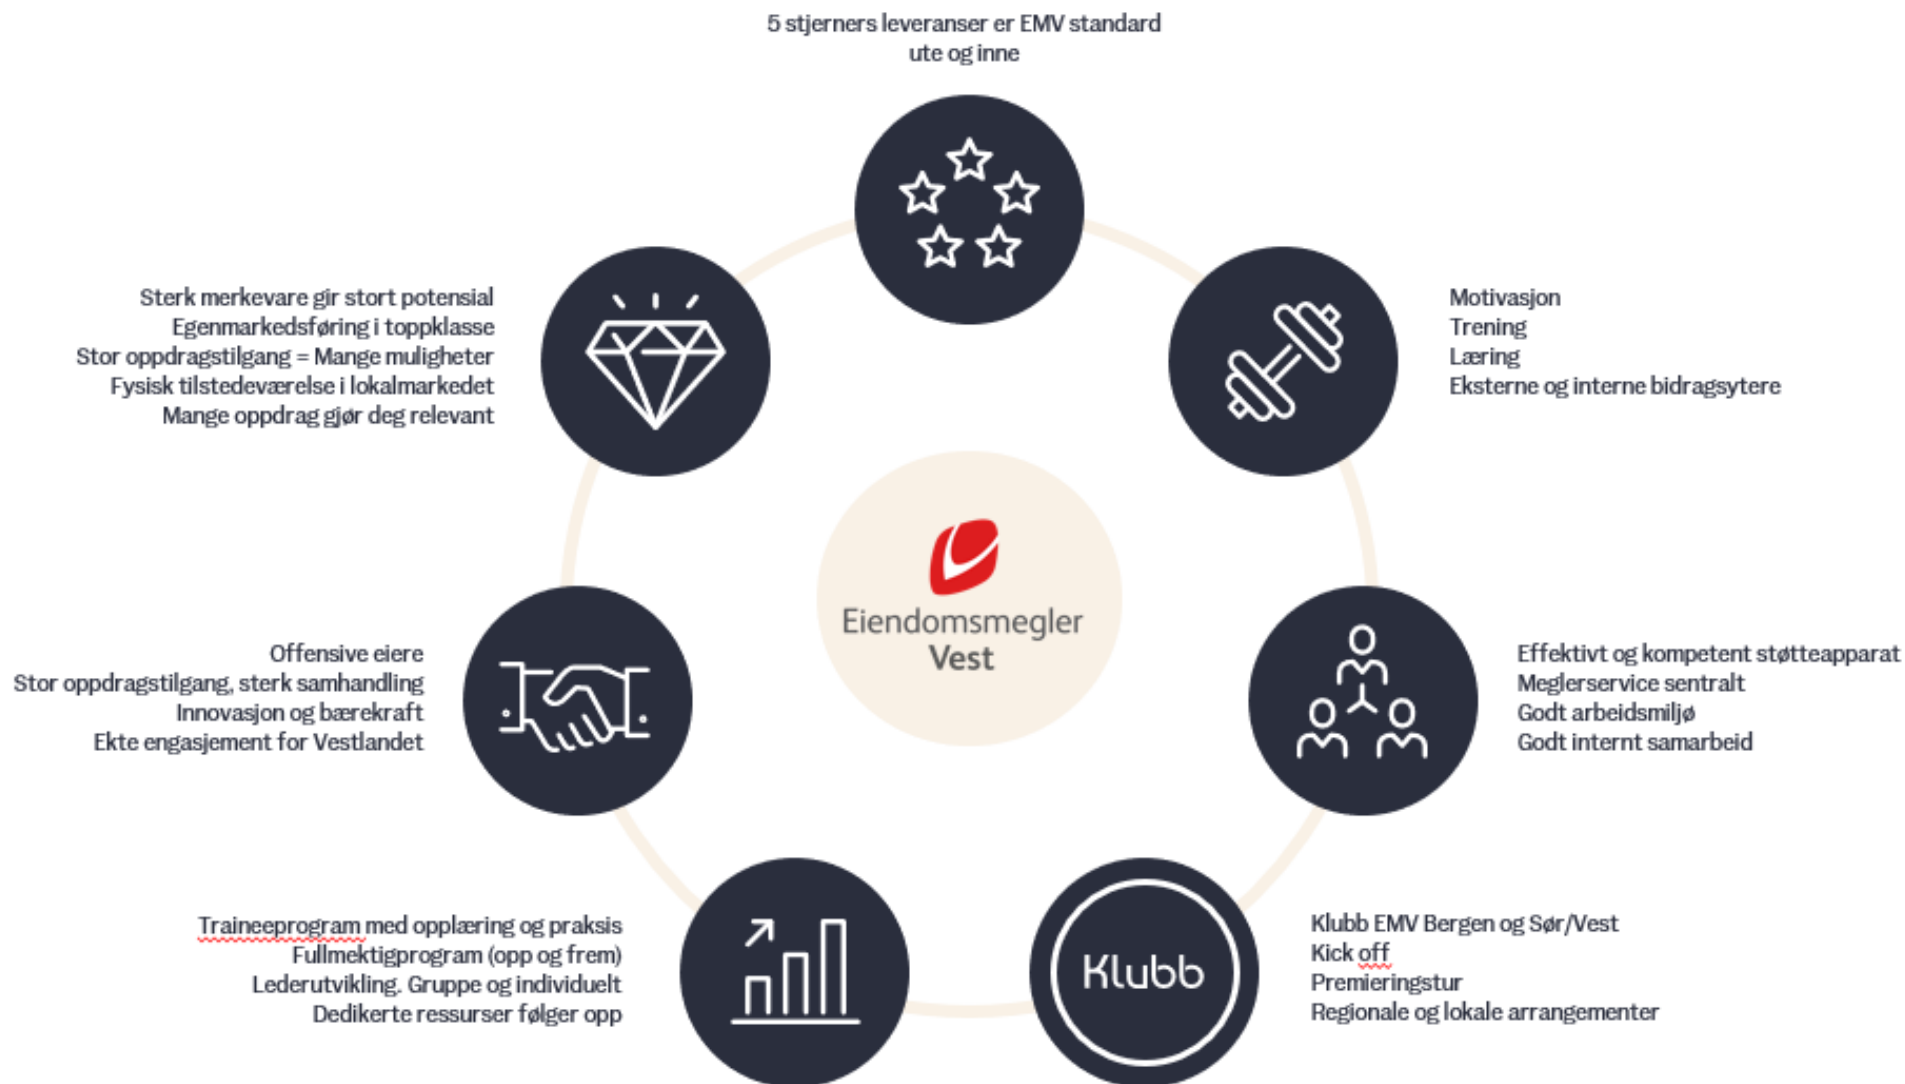 5 stjerners leveranser er EMV standard
ute og inne
Sterk merkevare gir stort potensial
Egenmarkedsføring i toppklasse
Stor oppdragstilgang = Mange muligheter
Fysisk tilstedeværelse i lokalmarkedet
Mange oppdrag gjør deg relevant
Motivasjon
Trening
Læring
Eksterne og interne bidragsytere
Eiendomsmegler
Vest
Offensive eiere
Stor oppdragstilgang, sterk samhandling
Innovasjon og bærekraft
Ekte engasjement for Vestlandet
Effektivt og kompetent støtteapparat
Meglerservice sentralt
Godt arbeidsmiljø
Godt internt samarbeid
Traineeprogram med opplæring og praksis
Fullmektigprogram (opp og frem)
Lederutvikling. Gruppe og individuelt
Dedikerte ressurser følger opp
Klubb
Klubb EMV Bergen og Sør/Vest
Kick off
Premieringstur
Regionale og lokale arrangementer